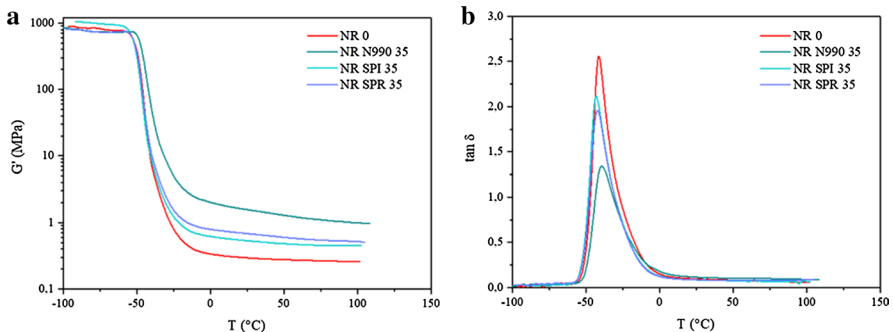 a
1000
100
10
1
0.1
G' (MPa)
-100
-50
0
50
100
150
T (°C)
NR 0
NR N990 35
NR SPI 35
NR SPR 35
b
3.0
2.5
2.0
1.5
1.0
0.5
0.0
tan δ
-100
-50
0
50
100
150
T (°C)
NR 0
NR N990 35
NR SPI 35
NR SPR 35